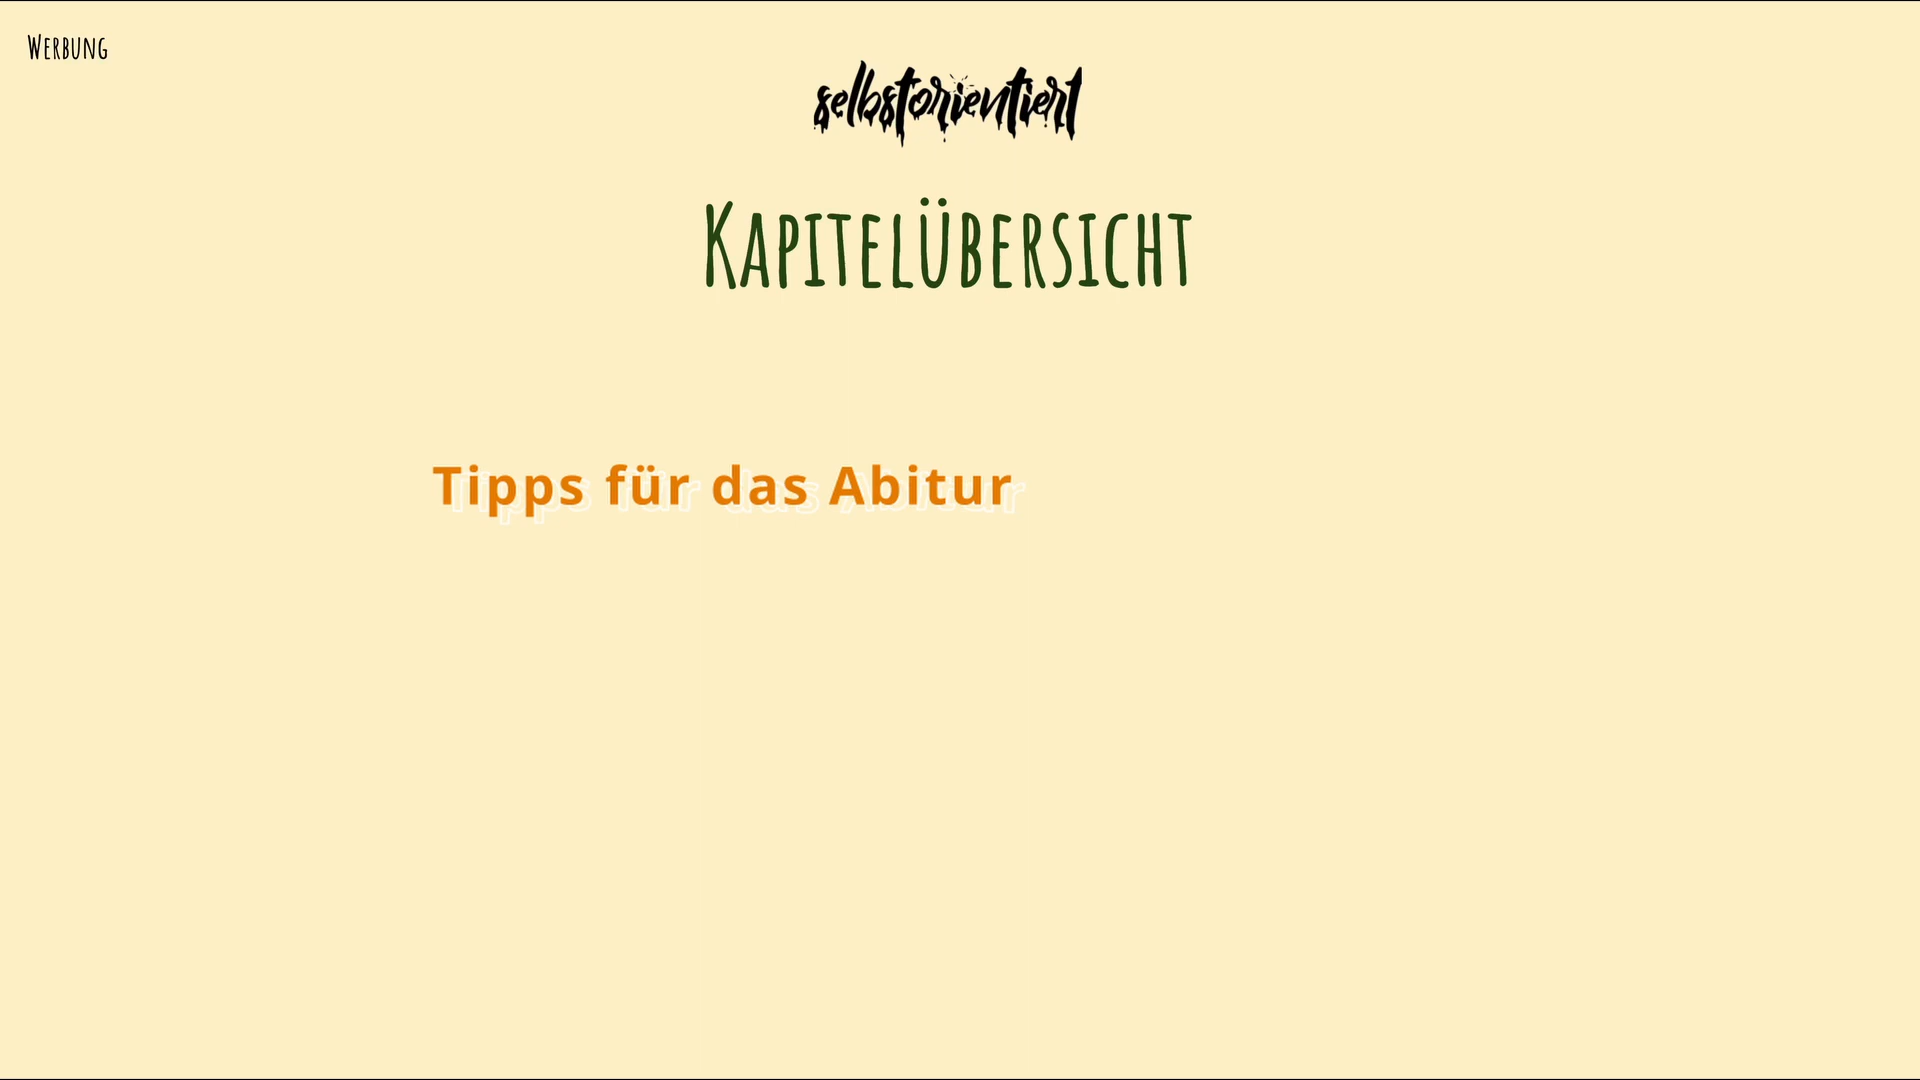 Werbung
selbstorientiert
Kapitelübersicht
Tipps für das Abitur